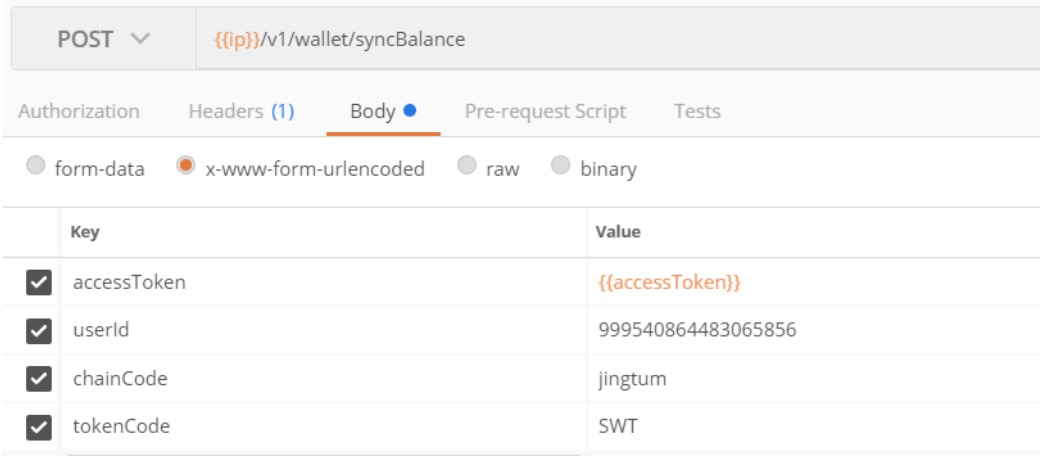 POST {{ip}}/v1/wallet/syncBalance
Authorization Headers (1) Body Pre-request Script Tests
form-data x-www-form-urlencoded raw binary
Key Value
accessToken {{accessToken}}
userId 999540864483065856
chainCode jingtum
tokenCode SWT